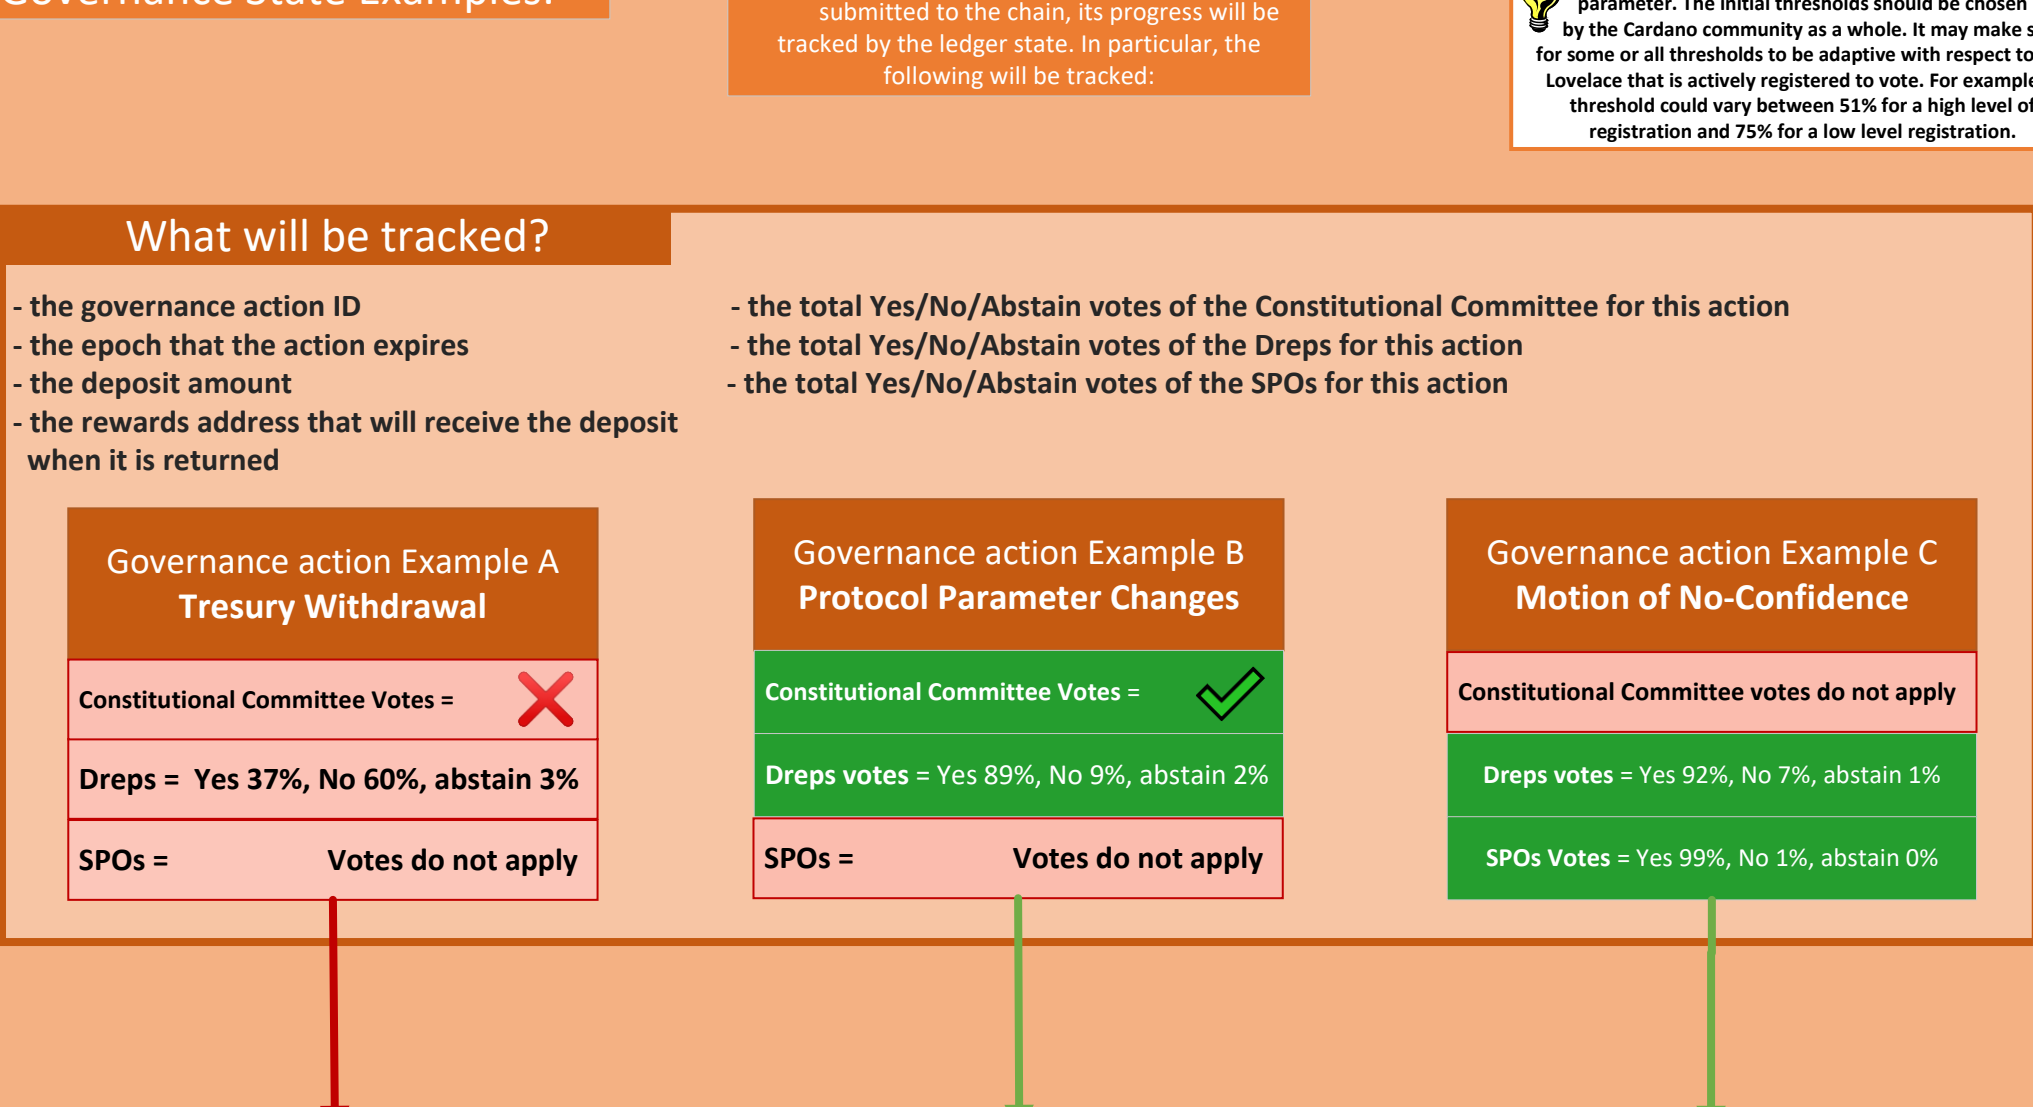 Governance State Examples:
submitted to the chain, its progress will be
tracked by the ledger state. In particular, the
following will be tracked:
parameter. The initial thresholds should be chosen
by the Cardano community as a whole. It may make
for some or all thresholds to be adaptive with respect to
Lovelace that is actively registered to vote. For example
threshold could vary between 51% for a high level of
registration and 75% for a low level registration.
What will be tracked?
- the governance action ID
- the epoch that the action expires
- the deposit amount
- the rewards address that will receive the deposit
when it is returned
- the total Yes/No/Abstain votes of the Constitutional Committee for this action
- the total Yes/No/Abstain votes of the Dreps for this action
- the total Yes/No/Abstain votes of the SPOs for this action
Governance action Example A
Tresury Withdrawal
Constitutional Committee Votes =
Dreps = Yes 37%, No 60%, abstain 3%
SPOs = Votes do not apply
Governance action Example B
Protocol Parameter Changes
Constitutional Committee Votes =
Dreps votes = Yes 89%, No 9%, abstain 2%
SPOs = Votes do not apply
Governance action Example C
Motion of No-Confidence
Constitutional Committee votes do not apply
Dreps votes = Yes 92%, No 7%, abstain 1%
SPOs Votes = Yes 99%, No 1%, abstain 0%